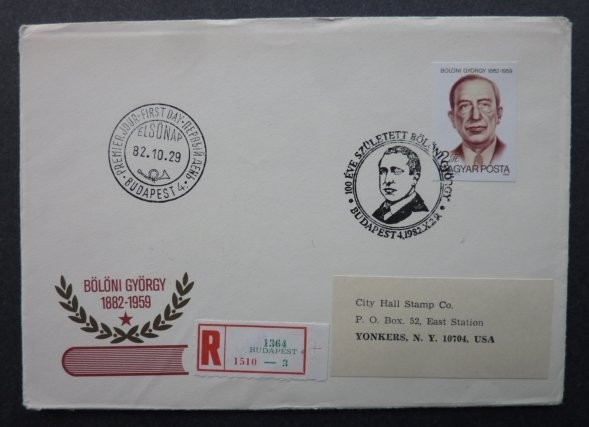 BÖLÖNI GYÖRGY 1882-1959
MAGYAR POSTA
PREMIER JOUR • FIRST DAY •
ELSŐNAP
82.10.29
BUDAPEST 4.
• 100 ÉVE SZÜLETETT BÖLÖNI GYÖRGY •
BUDAPEST 4.1982.X.29.
BÖLÖNI GYÖRGY
1882-1959
R
1364
BUDAPEST 4
1510 — 3
City Hall Stamp Co.
P. O. Box. 52, East Station
YONKERS, N. Y. 10704, USA